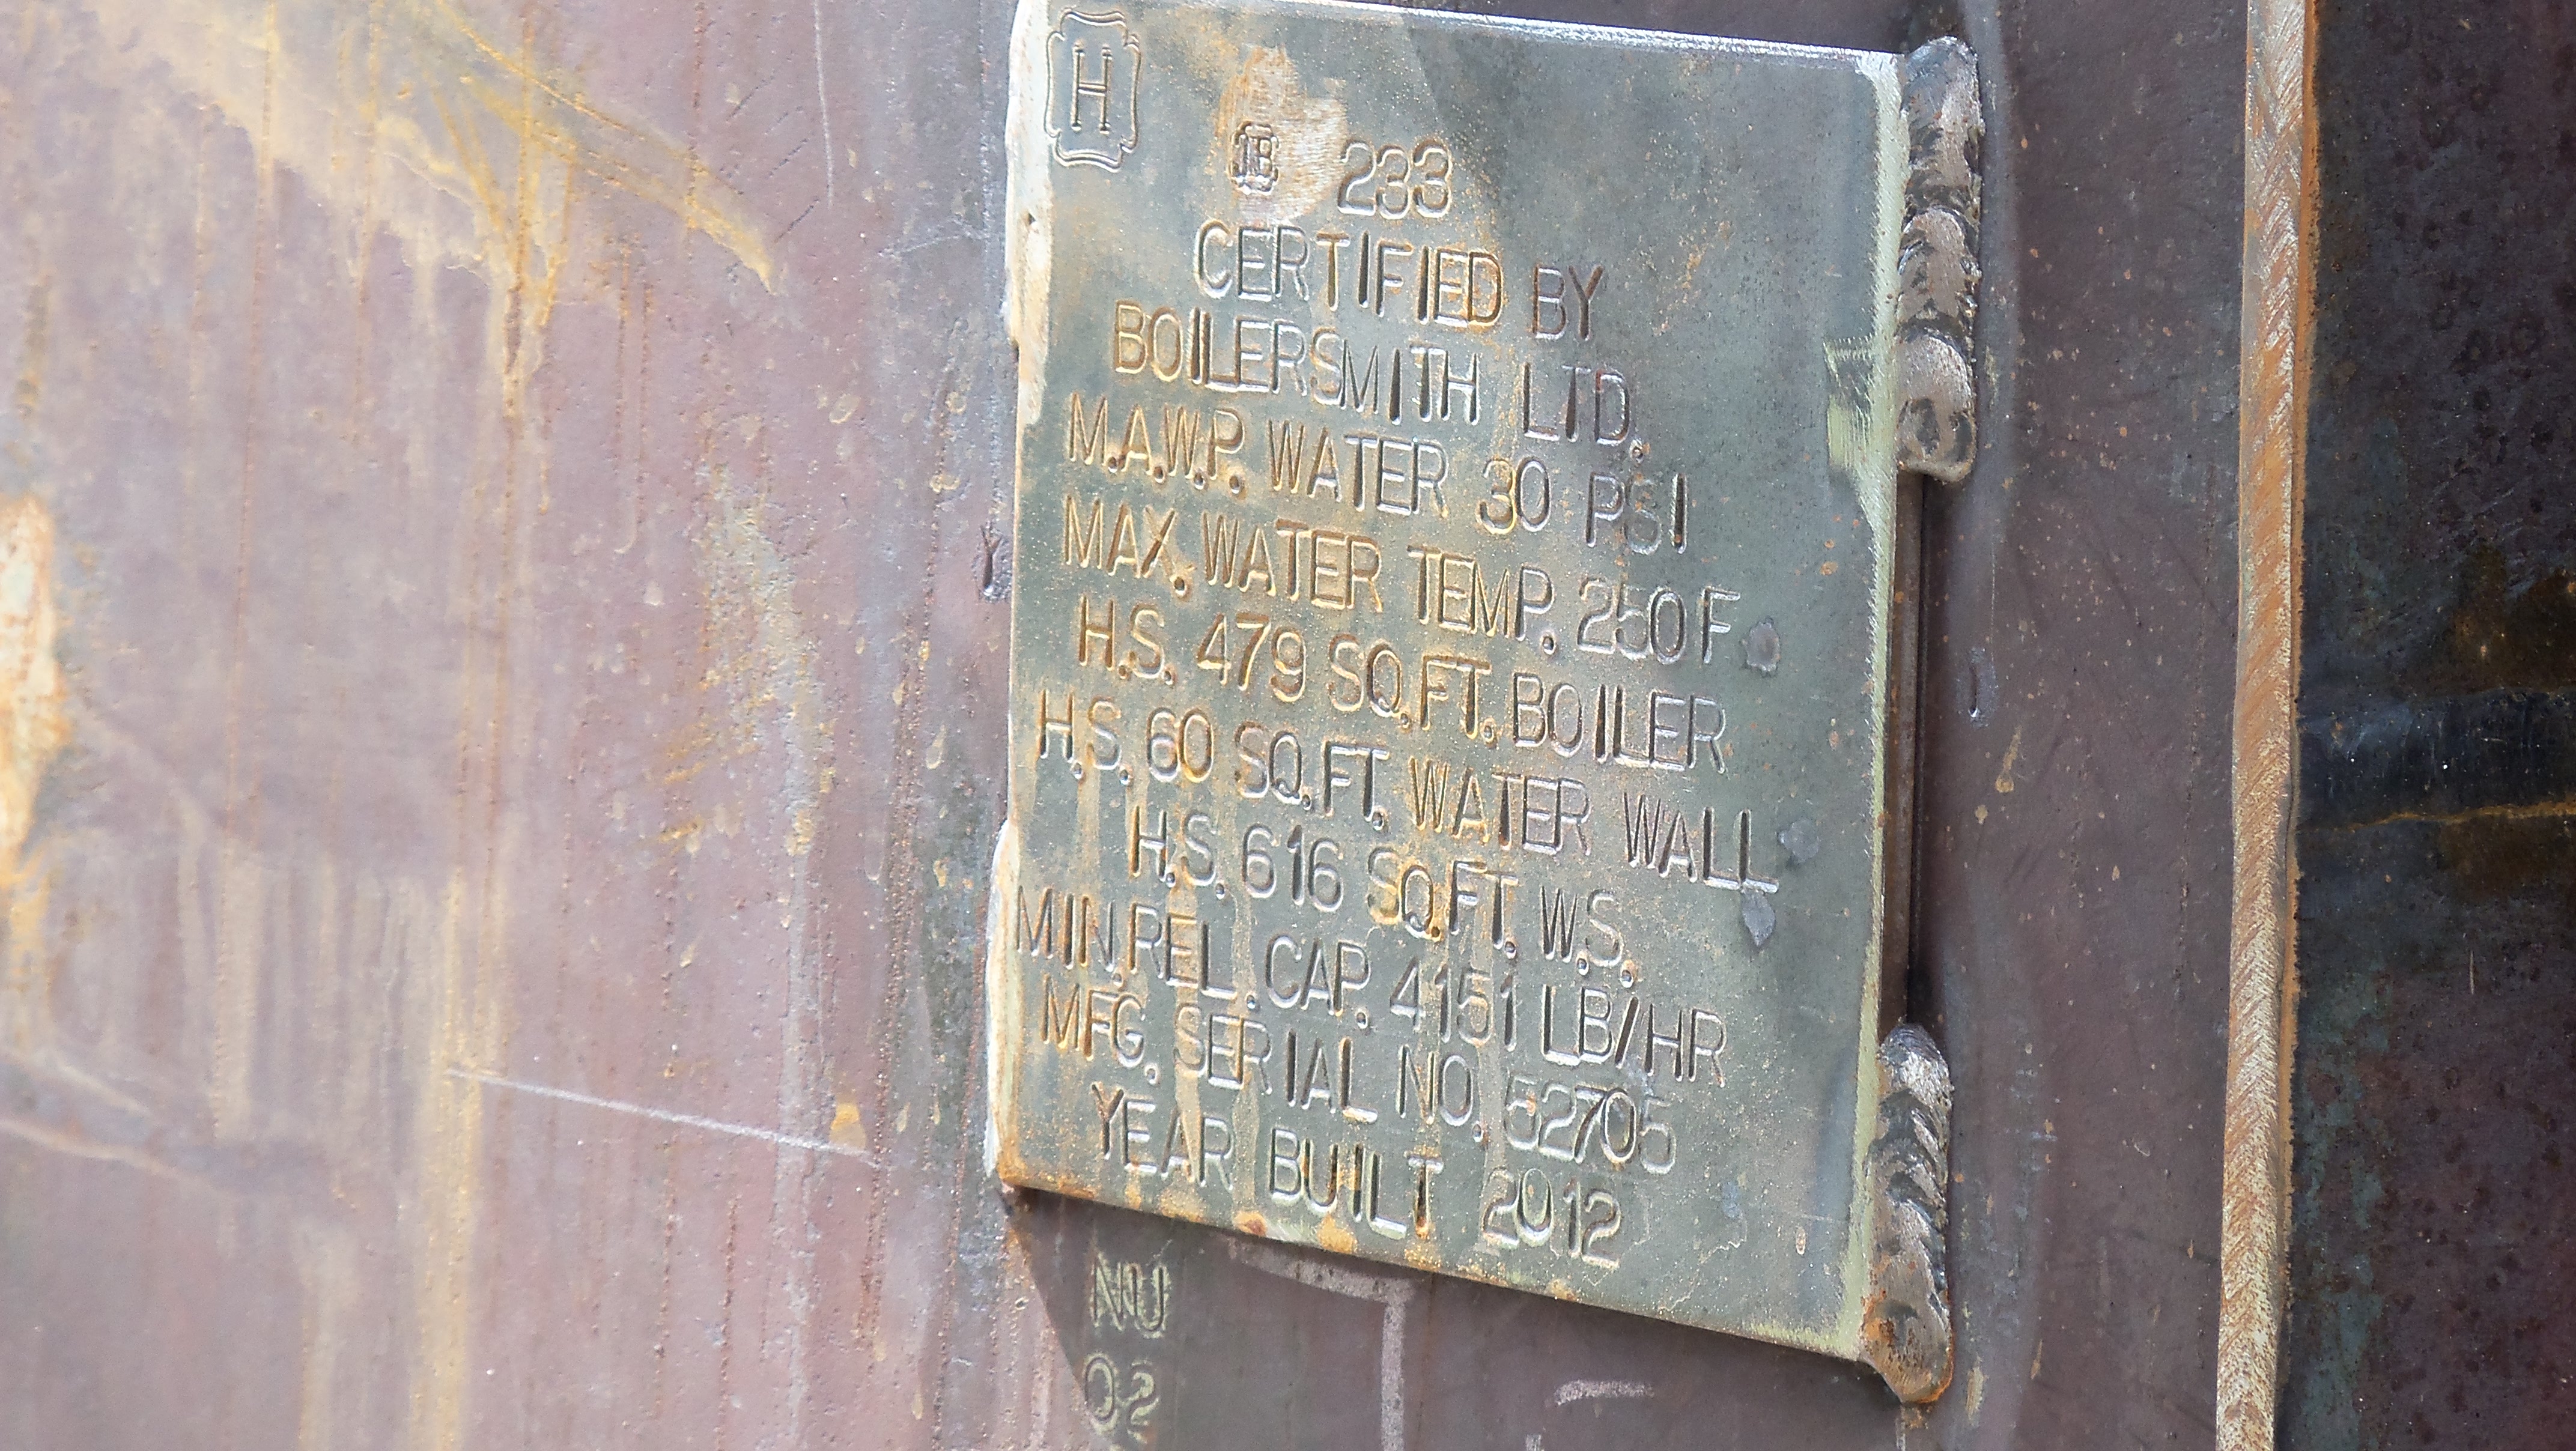 H
NB 233
CERTIFIED BY
BOILERSMITH LTD.
M.A.W.P. WATER 30 PSI
MAX. WATER TEMP. 250 F
H.S. 479 SQ.FT. BOILER
H.S. 60 SQ.FT. WATER WALL
H.S. 616 SQ.FT. W.S.
MIN.REL. CAP. 4151 LB/HR
MFG. SERIAL NO. 52705
YEAR BUILT 2012